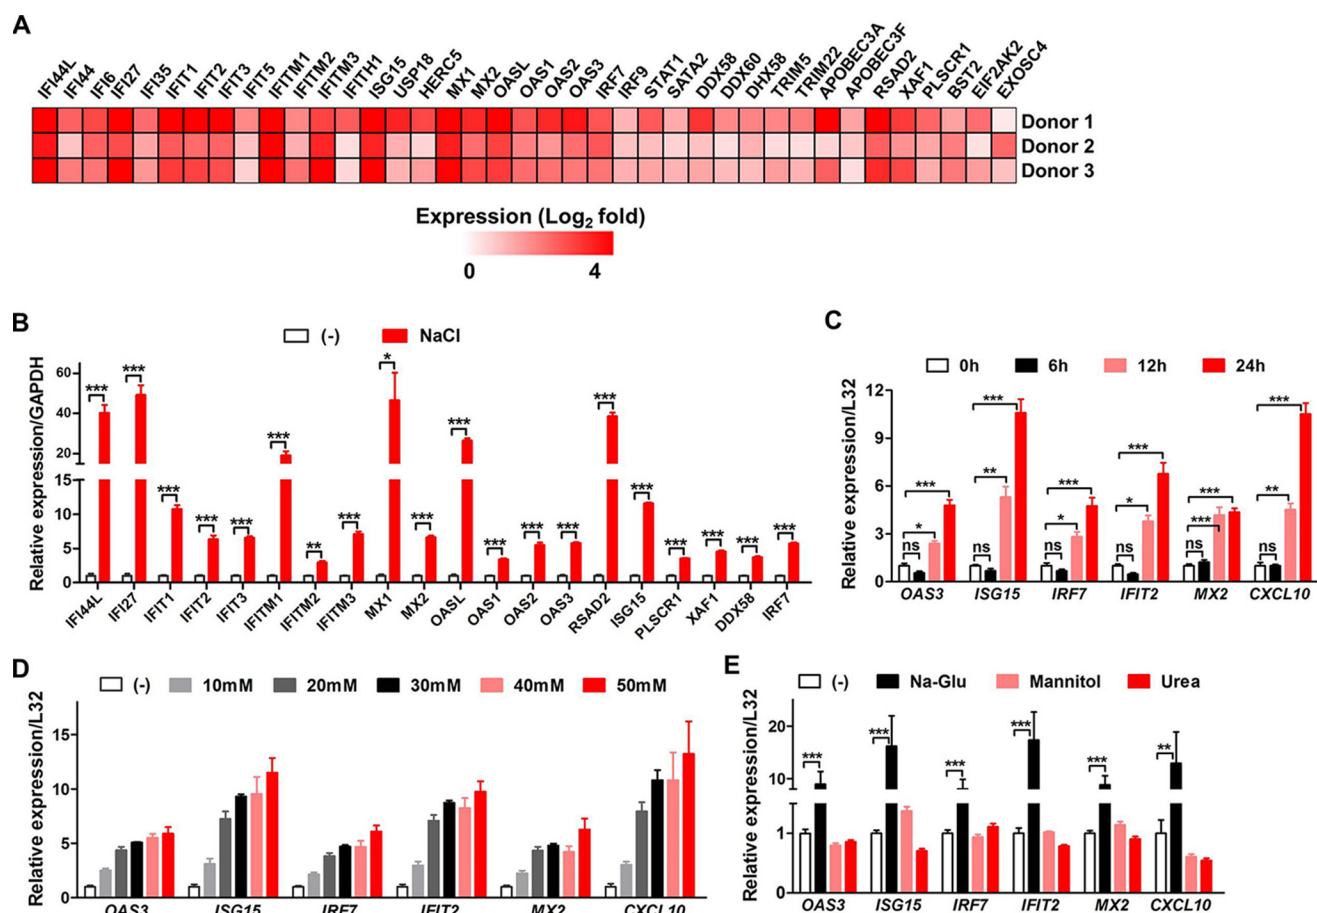 A
IFI44L IFI44 IFI6 IFI27 IFI35 IFIT1 IFIT2 IFIT3 IFIT5 IFITM1 IFITM2 IFITM3 IFITH1 ISG15 USP18 HERC5 MX1 MX2 OASL OAS1 OAS2 OAS3 IRF7 IRF9 STAT1 SATA2 DDX58 DDX60 DHX58 TRIM5 TRIM22 APOBEC3A APOBEC3F RSAD2 XAF1 PLSCR1 BST2 EIF2AK2 EXOSC4
Donor 1
Donor 2
Donor 3
Expression (Log2 fold)
0 4
B
(-) NaCl
Relative expression/GAPDH
60
40
20
15
10
5
0
*** *** *** *** *** *** ** *** * *** *** *** *** *** *** *** *** *** *** ***
IFI44L IFI27 IFIT1 IFIT2 IFIT3 IFITM1 IFITM2 IFITM3 MX1 MX2 OASL OAS1 OAS2 OAS3 RSAD2 ISG15 PLSCR1 XAF1 DDX58 IRF7
C
0h 6h 12h 24h
Relative expression/L32
12
9
6
3
0
ns * ***
ns ** ***
ns * ***
ns * ***
ns *** ***
ns ** ***
OAS3 ISG15 IRF7 IFIT2 MX2 CXCL10
D
(-) 10mM 20mM 30mM 40mM 50mM
Relative expression/L32
15
10
5
0
OAS3 ISG15 IRF7 IFIT2 MX2 CXCL10
E
(-) Na-Glu Mannitol Urea
Relative expression/L32
20
10
1
0
*** *** *** *** *** **
OAS3 ISG15 IRF7 IFIT2 MX2 CXCL10